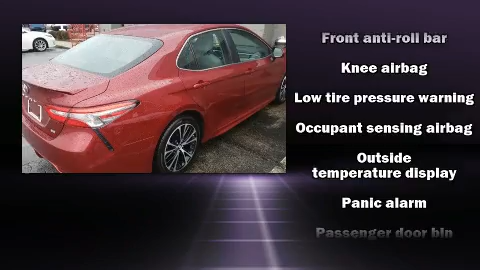 Front anti-roll bar
Knee airbag
Low tire pressure warning
Occupant sensing airbag
Outside
temperature display
Panic alarm
Passenger door bin